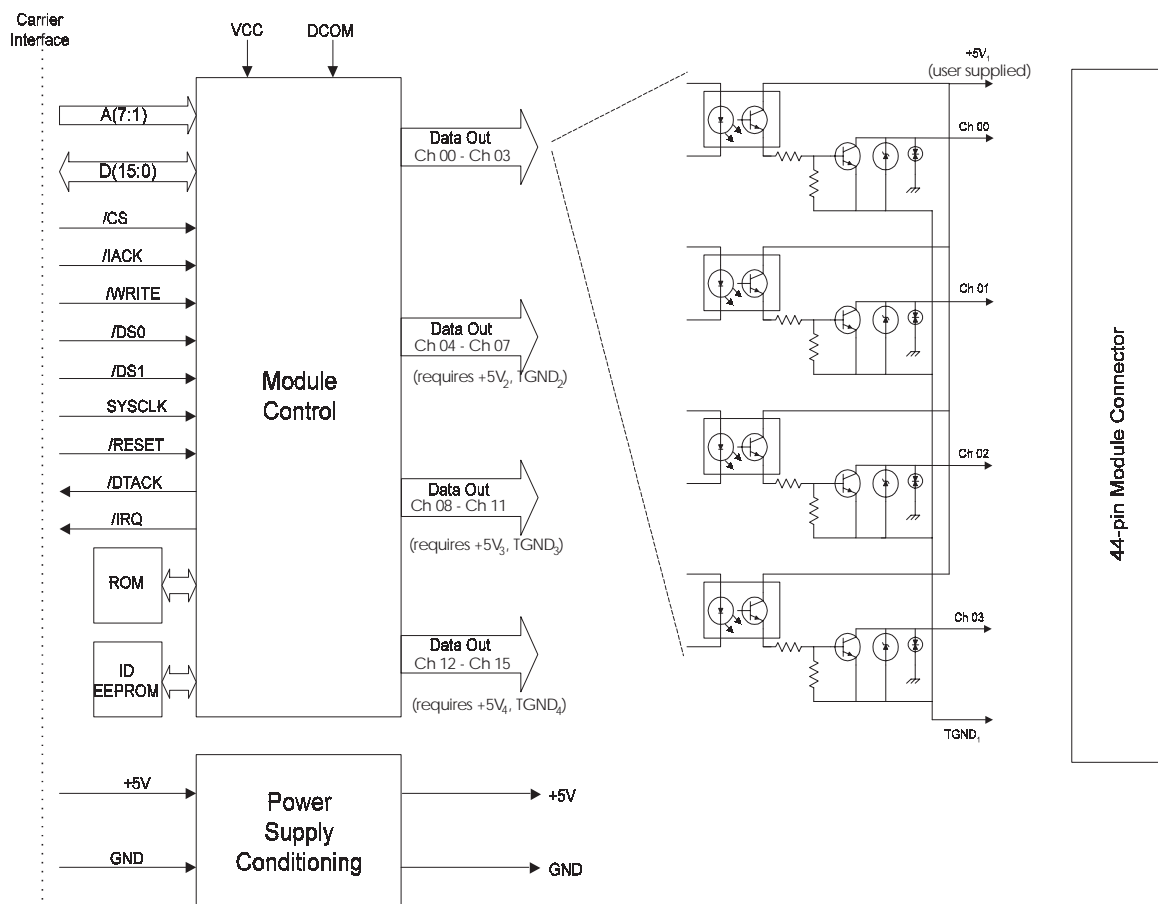 Carrier
Interface
VCC
DCOM
A(7:1)
D(15:0)
/CS
/IACK
/WRITE
/DS0
/DS1
SYSCLK
/RESET
/DTACK
/IRQ
ROM
ID
EEPROM
Module
Control
Data Out
Ch 00 - Ch 03
Data Out
Ch 04 - Ch 07
(requires +5V₂, TGND₂)
Data Out
Ch 08 - Ch 11
(requires +5V₃, TGND₃)
Data Out
Ch 12 - Ch 15
(requires +5V₄, TGND₄)
+5V₁
(user supplied)
Ch 00
Ch 01
Ch 02
Ch 03
TGND₁
44-pin Module Connector
+5V
GND
Power
Supply
Conditioning
+5V
GND